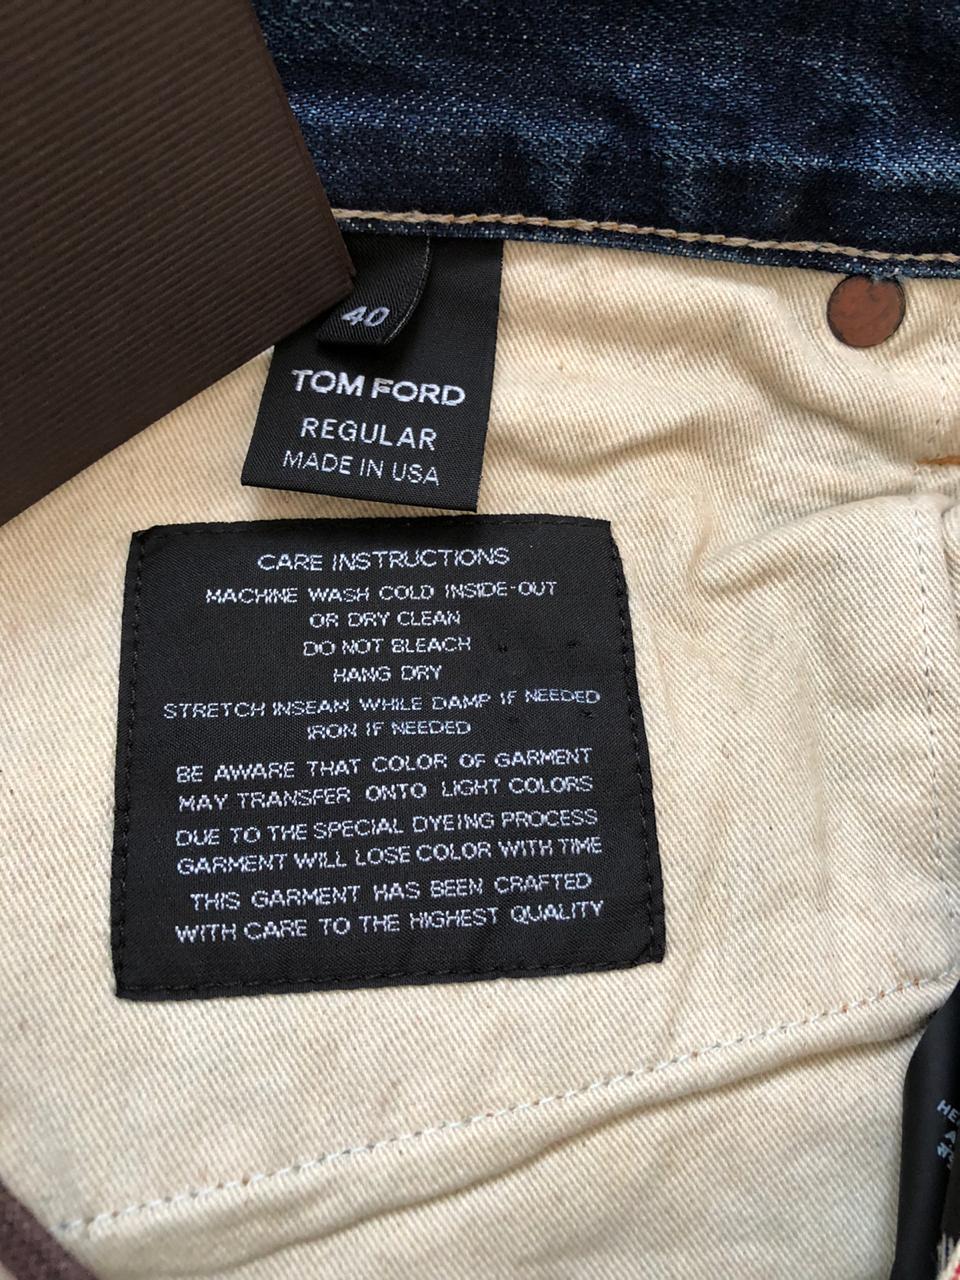 40
TOM FORD
REGULAR
MADE IN USA
CARE INSTRUCTIONS
MACHINE WASH COLD INSIDE-OUT
OR DRY CLEAN
DO NOT BLEACH
HANG DRY
STRETCH INSEAM WHILE DAMP IF NEEDED
IRON IF NEEDED
BE AWARE THAT COLOR OF GARMENT
MAY TRANSFER ONTO LIGHT COLORS
DUE TO THE SPECIAL DYEING PROCESS
GARMENT WILL LOSE COLOR WITH TIME
THIS GARMENT HAS BEEN CRAFTED
WITH CARE TO THE HIGHEST QUALITY